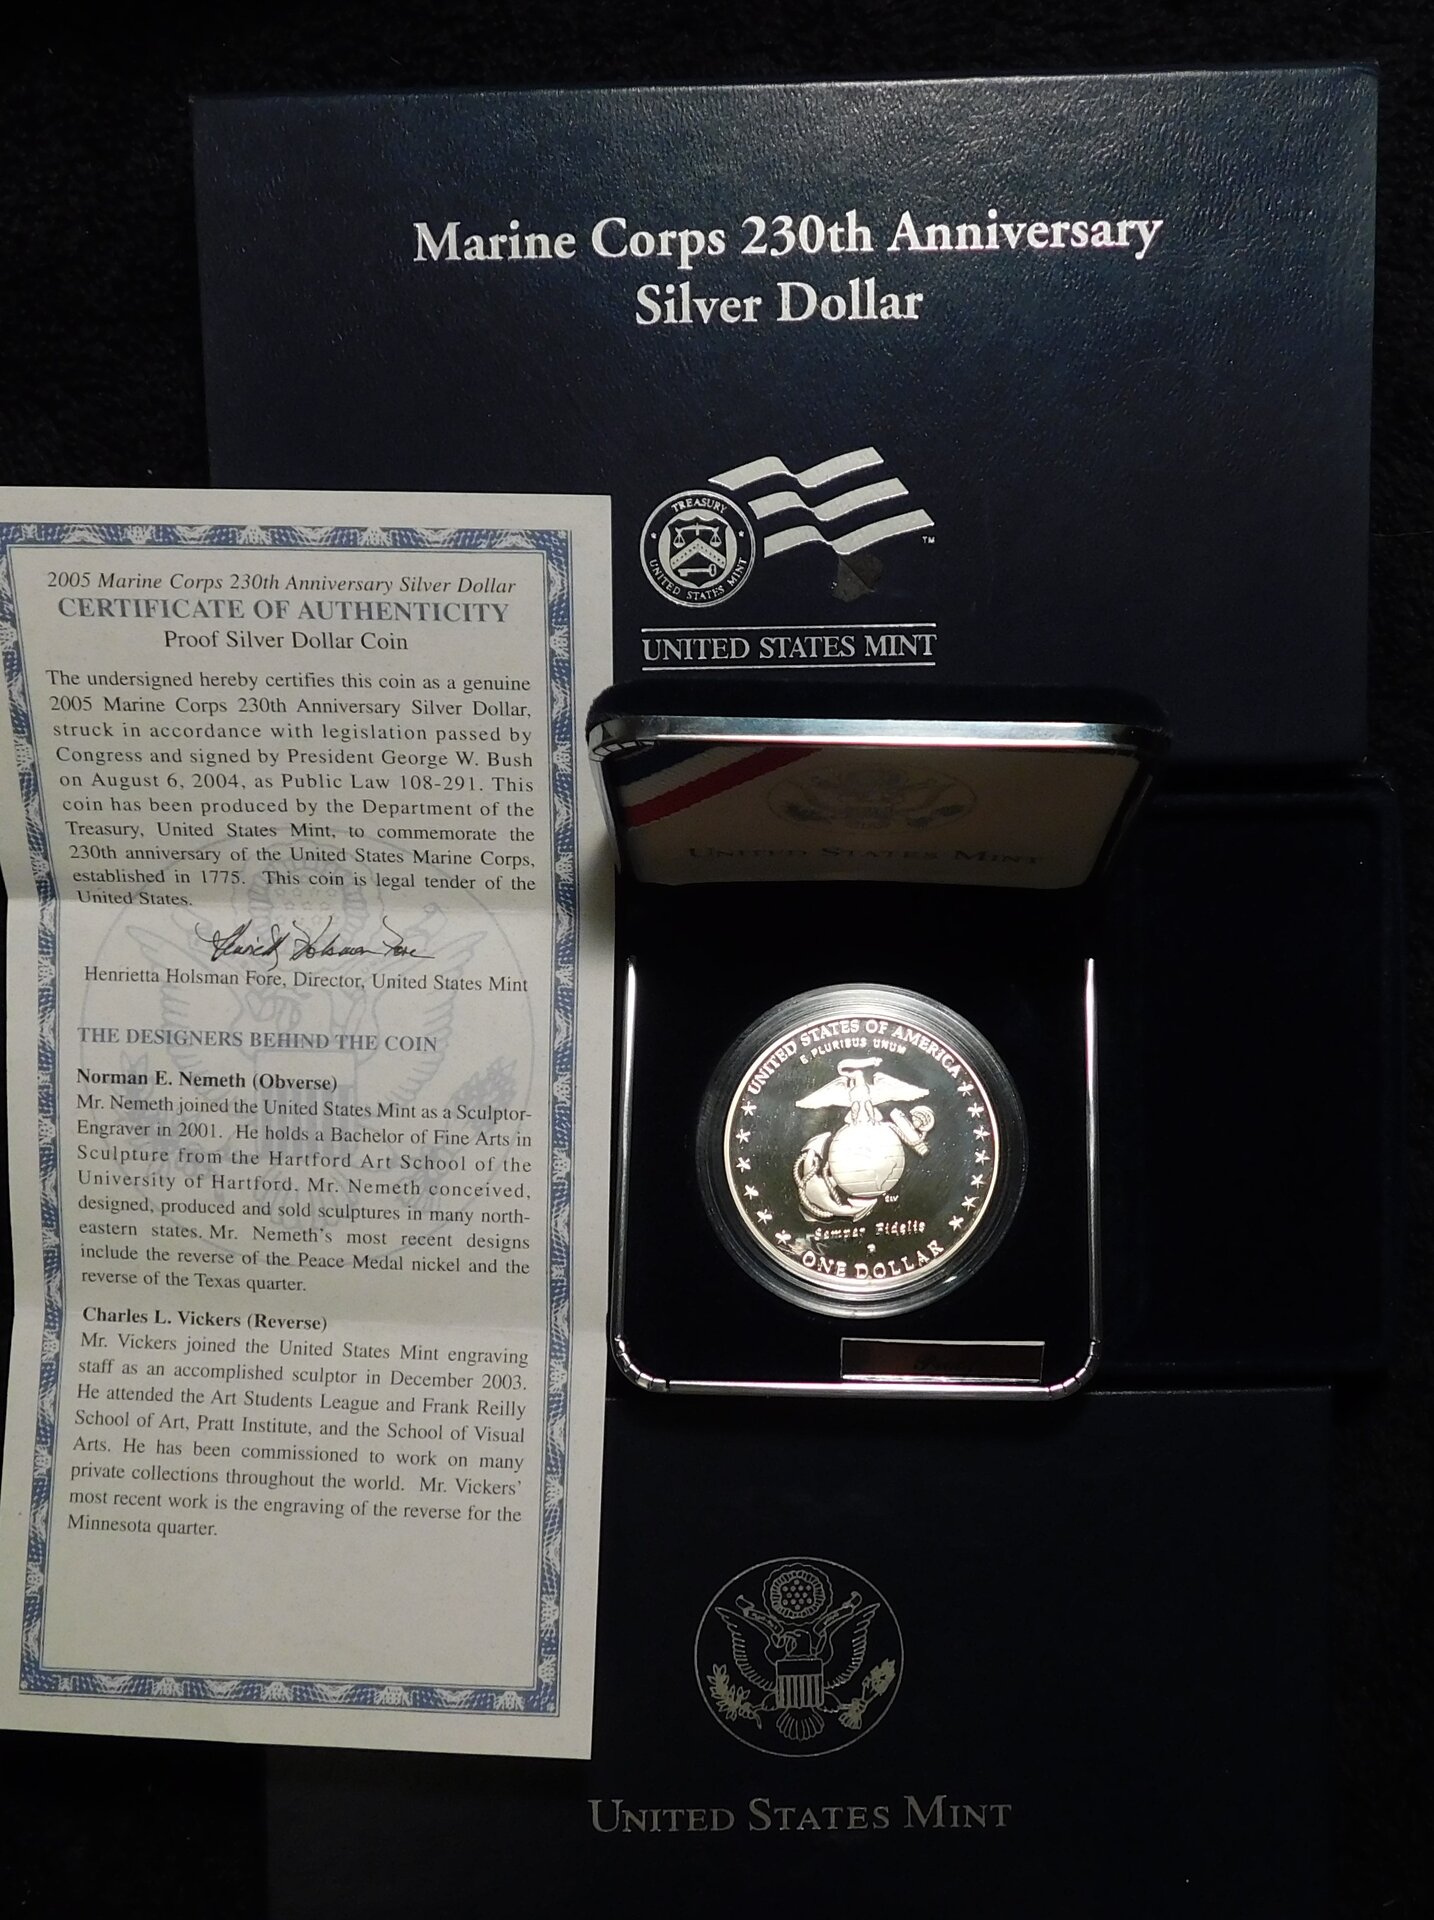 Marine Corps 230th Anniversary
Silver Dollar
TREASURY
UNITED STATES MINT
TM
UNITED STATES MINT
2005 Marine Corps 230th Anniversary Silver Dollar
CERTIFICATE OF AUTHENTICITY
Proof Silver Dollar Coin
The undersigned hereby certifies this coin as a genuine
2005 Marine Corps 230th Anniversary Silver Dollar,
struck in accordance with legislation passed by
Congress and signed by President George W. Bush
on August 6, 2004, as Public Law 108-291. This
coin has been produced by the Department of the
Treasury, United States Mint, to commemorate the
230th anniversary of the United States Marine Corps,
established in 1775. This coin is legal tender of the
United States.
Henrietta Holsman Fore
Henrietta Holsman Fore, Director, United States Mint
THE DESIGNERS BEHIND THE COIN
Norman E. Nemeth (Obverse)
Mr. Nemeth joined the United States Mint as a Sculptor-
Engraver in 2001. He holds a Bachelor of Fine Arts in
Sculpture from the Hartford Art School of the
University of Hartford. Mr. Nemeth conceived,
designed, produced and sold sculptures in many north-
eastern states. Mr. Nemeth's most recent designs
include the reverse of the Peace Medal nickel and the
reverse of the Texas quarter.
Charles L. Vickers (Reverse)
Mr. Vickers joined the United States Mint engraving
staff as an accomplished sculptor in December 2003.
He attended the Art Students League and Frank Reilly
School of Art, Pratt Institute, and the School of Visual
Arts. He has been commissioned to work on many
private collections throughout the world. Mr. Vickers'
most recent work is the engraving of the reverse for the
Minnesota quarter.
UNITED STATES MINT
UNITED STATES OF AMERICA
E PLURIBUS UNUM
CLV
Semper Fidelis
P
ONE DOLLAR
UNITED STATES MINT